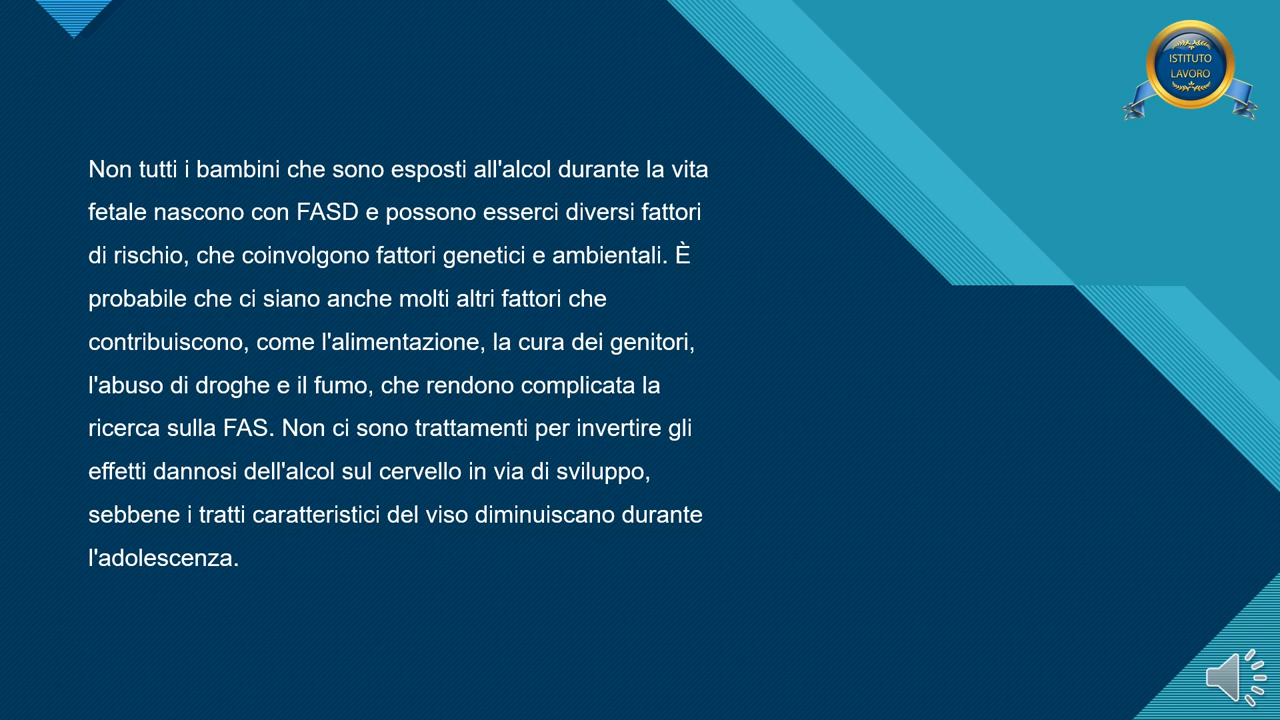 ISTITUTO
LAVORO
Non tutti i bambini che sono esposti all'alcol durante la vita
fetale nascono con FASD e possono esserci diversi fattori
di rischio, che coinvolgono fattori genetici e ambientali. È
probabile che ci siano anche molti altri fattori che
contribuiscono, come l'alimentazione, la cura dei genitori,
l'abuso di droghe e il fumo, che rendono complicata la
ricerca sulla FAS. Non ci sono trattamenti per invertire gli
effetti dannosi dell'alcol sul cervello in via di sviluppo,
sebbene i tratti caratteristici del viso diminuiscano durante
l'adolescenza.